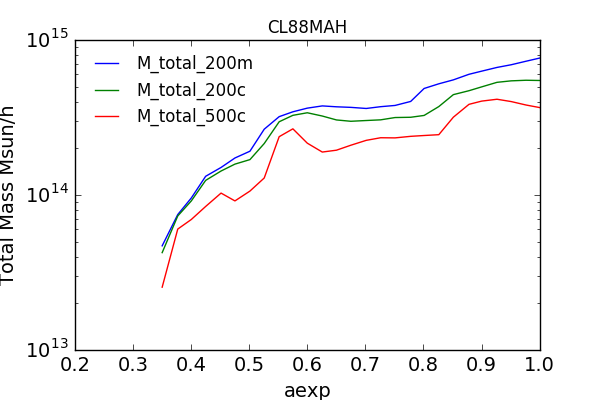 CL88MAH
10^15
10^14
10^13
Total Mass Msun/h
M_total_200m
M_total_200c
M_total_500c
0.2 0.3 0.4 0.5 0.6 0.7 0.8 0.9 1.0
aexp